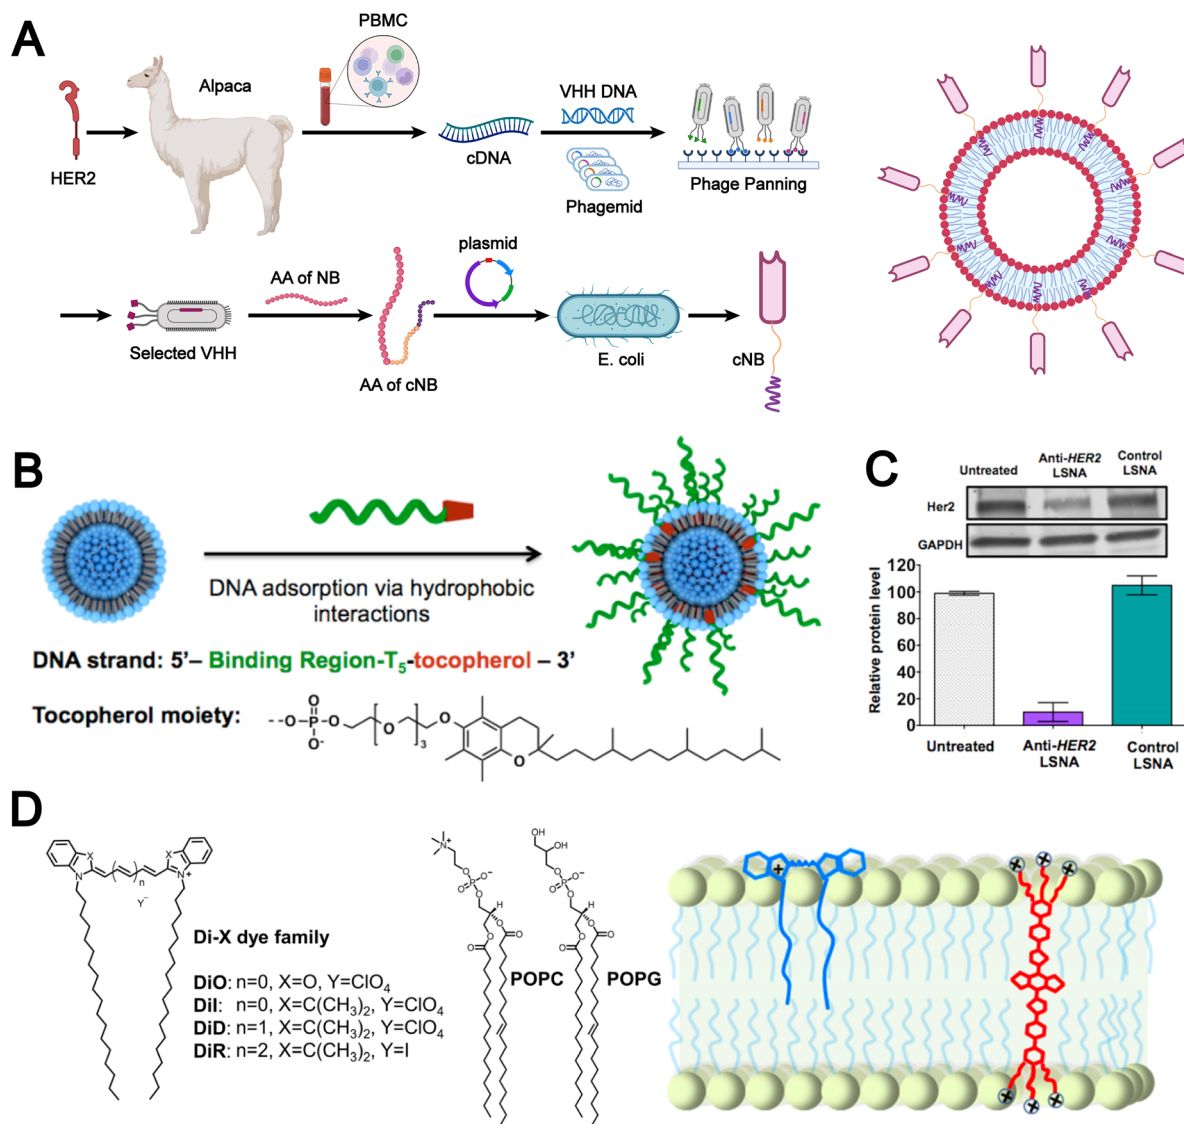 A
PBMC
Alpaca
HER2
cDNA
VHH DNA
Phagemid
Phage Panning
Selected VHH
AA of NB
AA of cNB
plasmid
E. coli
cNB
B
DNA adsorption via hydrophobic
interactions
DNA strand: 5’– Binding Region-T5-tocopherol – 3’
Tocopherol moiety:
O
P
O
O-
O
O
3
O
O
C
Untreated
Anti-HER2
LSNA
Control
LSNA
Her2
GAPDH
Relative protein level
120
100
80
60
40
20
0
Untreated
Anti-HER2
LSNA
Control
LSNA
D
X
X
N
n
N+
Y-
Di-X dye family
DiO: n=0, X=O, Y=ClO4
DiI: n=0, X=C(CH3)2, Y=ClO4
DiD: n=1, X=C(CH3)2, Y=ClO4
DiR: n=2, X=C(CH3)2, Y=I
N+
O
O-
P
O
O
H
O
O
O
O
POPC
OH
HO
O
O-
P
O
O
H
O
O
O
O
POPG
+
+
+
+
+
+
+